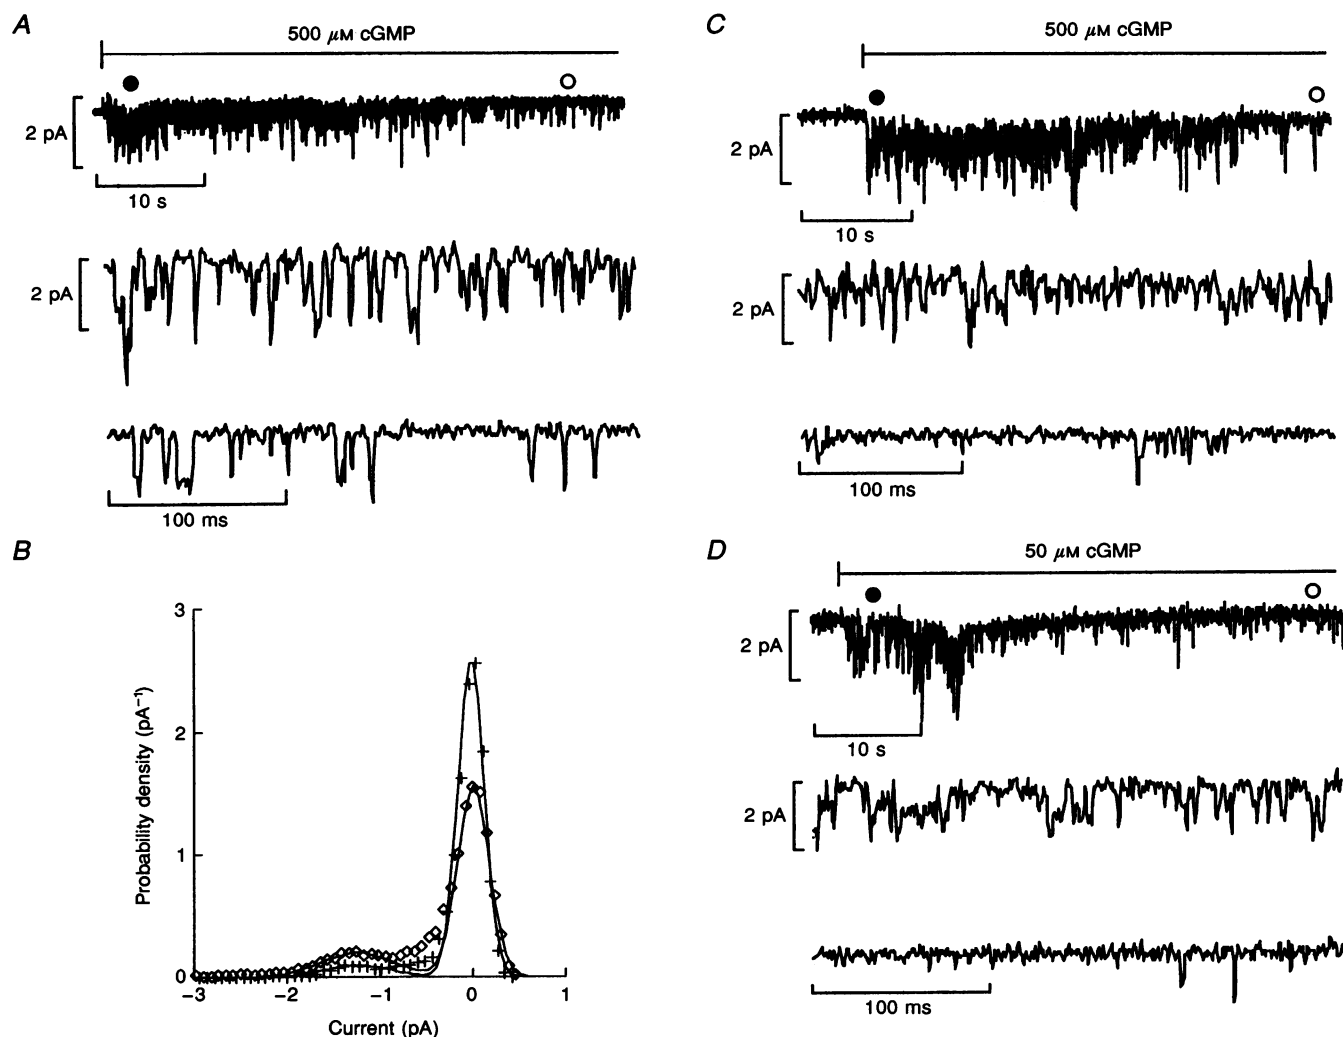 A
500 μM cGMP
2 pA
10 s
2 pA
100 ms
B
3
2
1
0
Probability density (pA⁻¹)
−3
−2
−1
0
1
Current (pA)
C
500 μM cGMP
2 pA
10 s
2 pA
100 ms
D
50 μM cGMP
2 pA
10 s
2 pA
100 ms